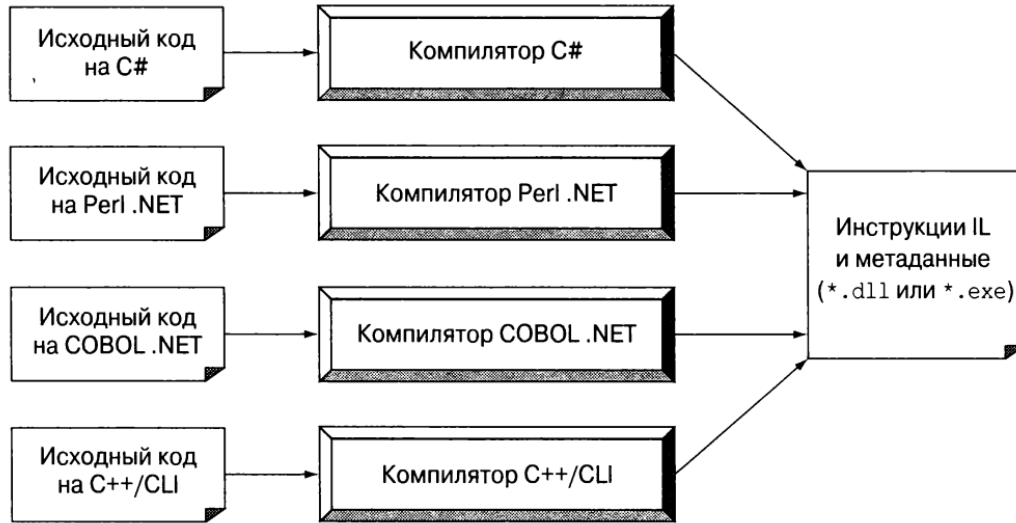 Исходный код
на C#
Компилятор C#
Исходный код
на Perl .NET
Компилятор Perl .NET
Инструкции IL
и метаданные
(*.dll или *.exe)
Исходный код
на COBOL .NET
Компилятор COBOL .NET
Исходный код
на C++/CLI
Компилятор C++/CLI